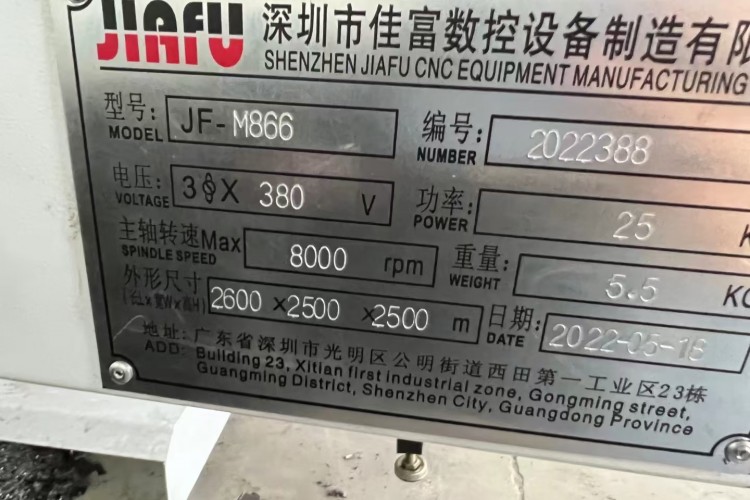 JIAFU 深圳市佳富数控设备制造有
SHENZHEN JIAFU CNC EQUIPMENT MANUFACTURING
型号: MODEL JF-M866 编号: NUMBER 2022388
电压: VOLTAGE 3 X 380 V 功率: POWER 25 K
主轴转速Max SPINDLE SPEED 8000 rpm 重量: WEIGHT 5.5 KG
外形尺寸 2600 x2500 x2500 m 日期: DATE 2022-05-16
地址: 广东省深圳市光明区公明街道西田第一工业区23栋
ADD: Building 23, Xitian first industrial zone, Gongming street,
Guangming District, Shenzhen City, Guangdong Province